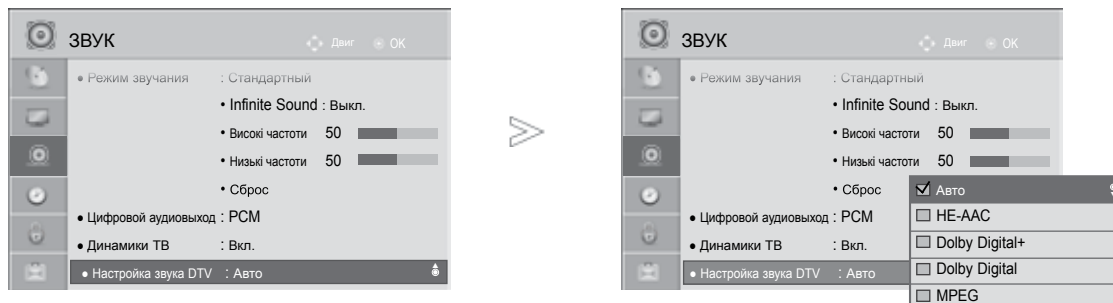 ЗВУК Двиг OK
• Режим звучания : Стандартный
• Infinite Sound : Выкл.
• Високі частоти 50
• Низькі частоти 50
• Сброс
• Цифровой аудиовыход : PCM
• Динамики ТВ : Вкл.
• Настройка звука DTV : Авто
ЗВУК Двиг OK
• Режим звучания : Стандартный
• Infinite Sound : Выкл.
• Високі частоти 50
• Низькі частоти 50
• Сброс
• Цифровой аудиовыход : PCM
• Динамики ТВ : Вкл.
• Настройка звука DTV : Авто
Авто
HE-AAC
Dolby Digital+
Dolby Digital
MPEG